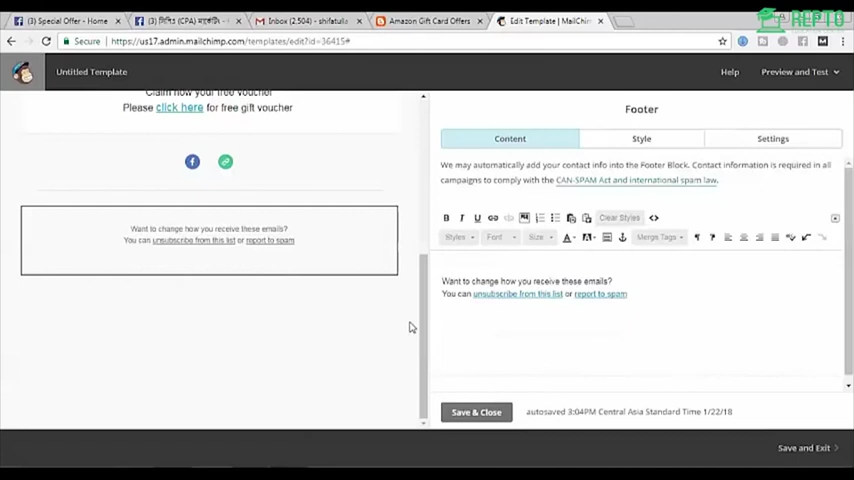 (3) Special Offer - Home
(3) সিপিএ (CPA) মার্কেটিং -
Inbox (2,504) - shifatulla
Amazon Gift Card Offers
Edit Template | MailChimp
REPTO
Secure
https://us17.admin.mailchimp.com/templates/edit?id=36415#
Untitled Template
Help
Preview and Test
Claim now your free voucher
Please click here for free gift voucher
Want to change how you receive these emails?
You can unsubscribe from this list or report to spam
Footer
Content
Style
Settings
We may automatically add your contact info into the Footer Block. Contact information is required in all
campaigns to comply with the CAN-SPAM Act and international spam law.
B I U
Clear Styles
Styles
Font
Size
A
A
Merge Tags
Want to change how you receive these emails?
You can unsubscribe from this list or report to spam
Save & Close
autosaved 3:04PM Central Asia Standard Time 1/22/18
Save and Exit